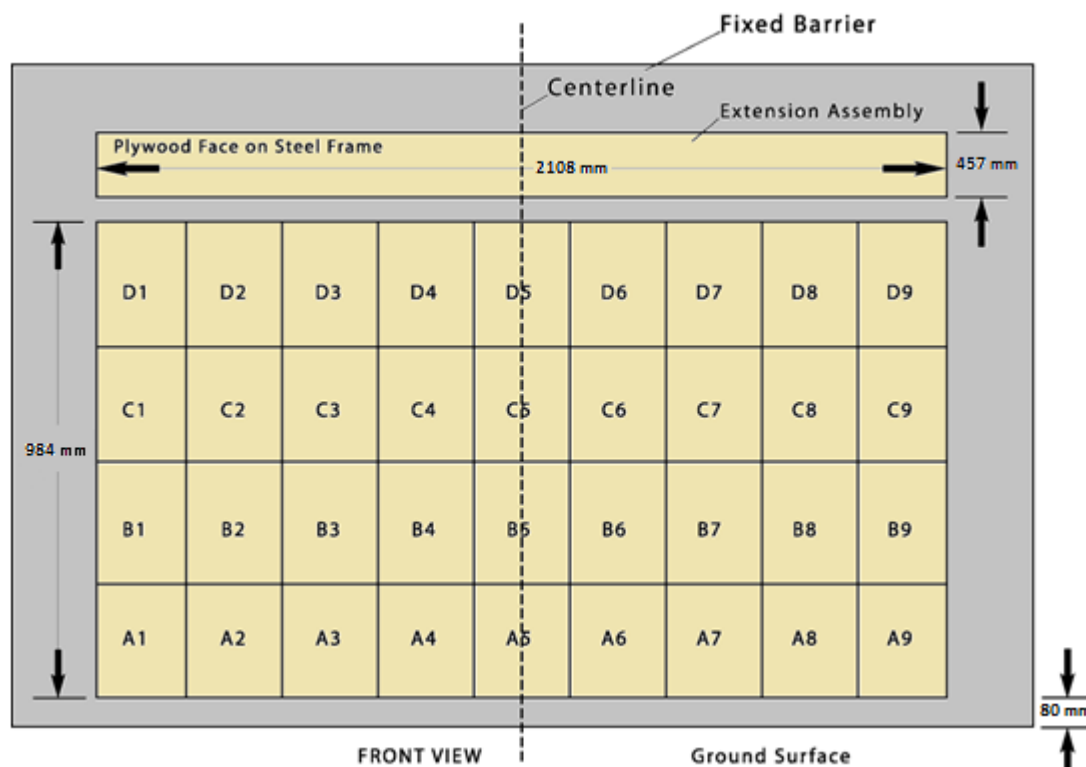 Fixed Barrier
Centerline
Extension Assembly
Plywood Face on Steel Frame
2108 mm
457 mm
D1 D2 D3 D4 D5 D6 D7 D8 D9
C1 C2 C3 C4 C5 C6 C7 C8 C9
984 mm
B1 B2 B3 B4 B5 B6 B7 B8 B9
A1 A2 A3 A4 A5 A6 A7 A8 A9
80 mm
FRONT VIEW
Ground Surface